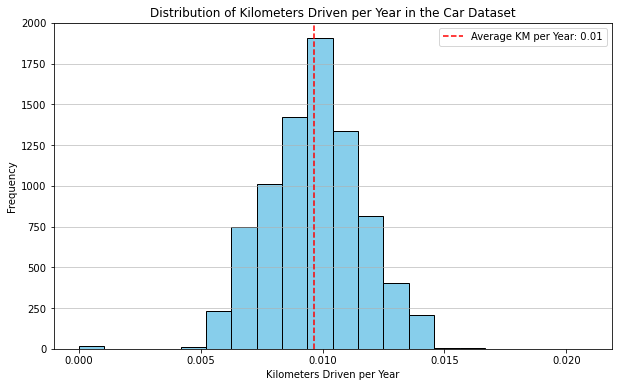 Distribution of Kilometers Driven per Year in the Car Dataset
Average KM per Year: 0.01
2000
1750
1500
1250
1000
750
500
250
0
Frequency
0.000 0.005 0.010 0.015 0.020
Kilometers Driven per Year